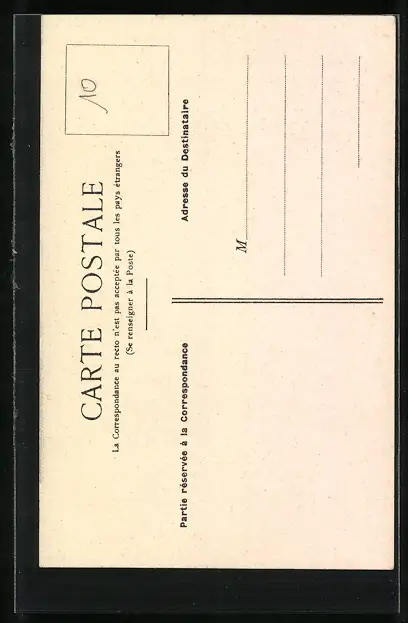 10
CARTE POSTALE
La Correspondance au recto n'est pas acceptée par tous les pays étrangers
(Se renseigner à la Poste)
Partie réservée à la Correspondance
Adresse du Destinataire
M